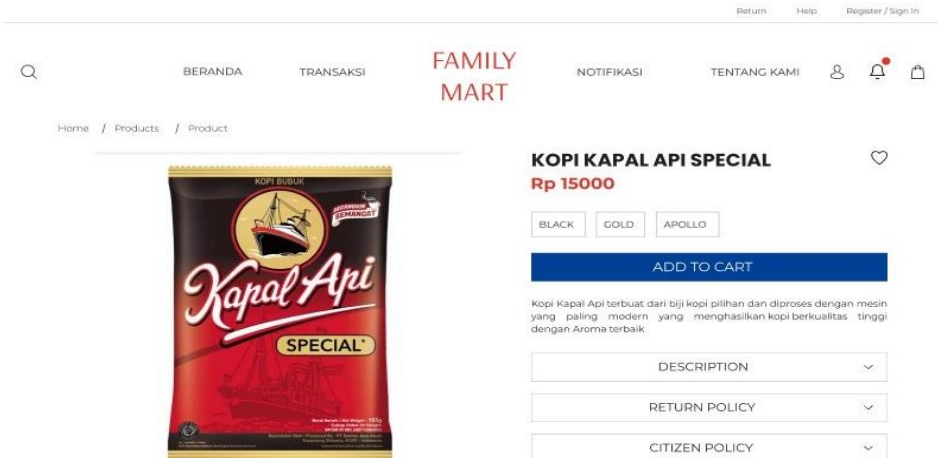 Return Help Register / Sign In
BERANDA TRANSAKSI FAMILY MART NOTIFIKASI TENTANG KAMI
Home / Products / Product
KOPI BUBUK
SECANGKIR
SEMANGAT
Kapal Api
SPECIAL
KOPI KAPAL API SPECIAL
Rp 15000
BLACK GOLD APOLLO
ADD TO CART
Kopi Kapal Api terbuat dari biji kopi pilihan dan diproses dengan mesin
yang paling modern yang menghasilkan kopi berkualitas tinggi
dengan Aroma terbaik
DESCRIPTION
RETURN POLICY
CITIZEN POLICY